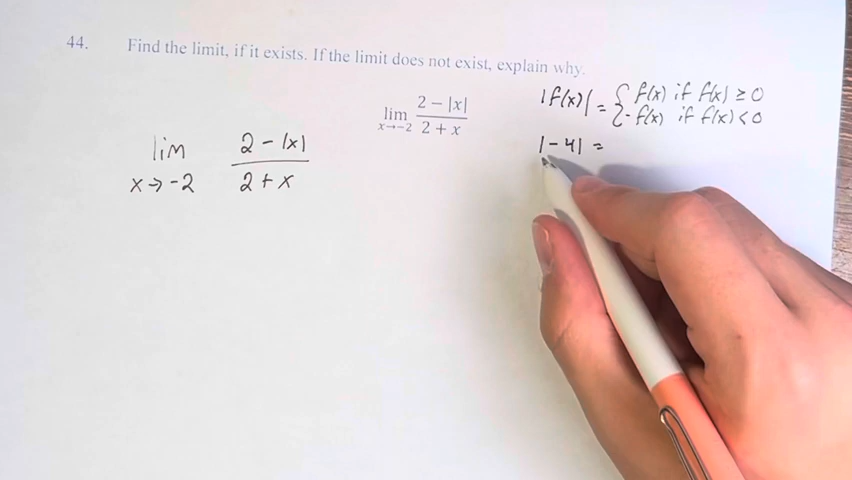 44. Find the limit, if it exists. If the limit does not exist, explain why.
lim x→-2 (2 - |x|)/(2 + x)
|f(x)| = { f(x) if f(x) ≥ 0
-f(x) if f(x) < 0
|-4| =
lim x→-2 (2 - |x|)/(2 + x)